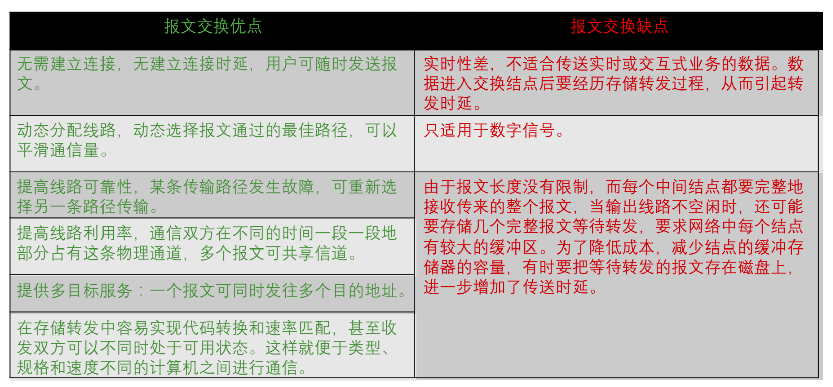 报文交换优点
报文交换缺点
无需建立连接，无建立连接时延，用户可随时发送报
文。
实时性差，不适合传送实时或交互式业务的数据。数
据进入交换结点后要经历存储转发过程，从而引起转
发时延。
动态分配线路，动态选择报文通过的最佳路径，可以
平滑通信量。
只适用于数字信号。
提高线路可靠性，某条传输路径发生故障，可重新选
择另一条路径传输。
提高线路利用率，通信双方在不同的时间一段一段地
部分占有这条物理通道，多个报文可共享信道。
提供多目标服务：一个报文可同时发往多个目的地址。
在存储转发中容易实现代码转换和速率匹配，甚至收
发双方可以不同时处于可用状态。这样就便于类型、
规格和速度不同的计算机之间进行通信。
由于报文长度没有限制，而每个中间结点都要完整地
接收传来的整个报文，当输出线路不空闲时，还可能
要存储几个完整报文等待转发，要求网络中每个结点
有较大的缓冲区。为了降低成本，减少结点的缓冲存
储器的容量，有时要把等待转发的报文存在磁盘上，
进一步增加了传送时延。